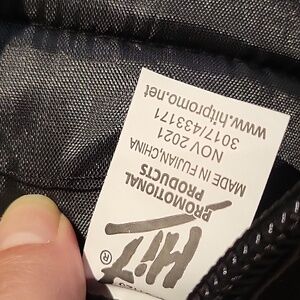 Hit®
PROMOTIONAL
PRODUCTS
MADE IN FUJIAN, CHINA
NOV 2021
3017/433171
www.hitpromo.net